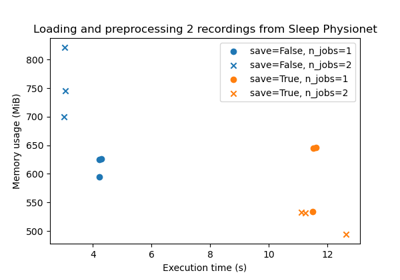 Loading and preprocessing 2 recordings from Sleep Physionet
save=False, n_jobs=1
save=False, n_jobs=2
save=True, n_jobs=1
save=True, n_jobs=2
Memory usage (MiB)
800
750
700
650
600
550
500
4
6
8
10
12
Execution time (s)